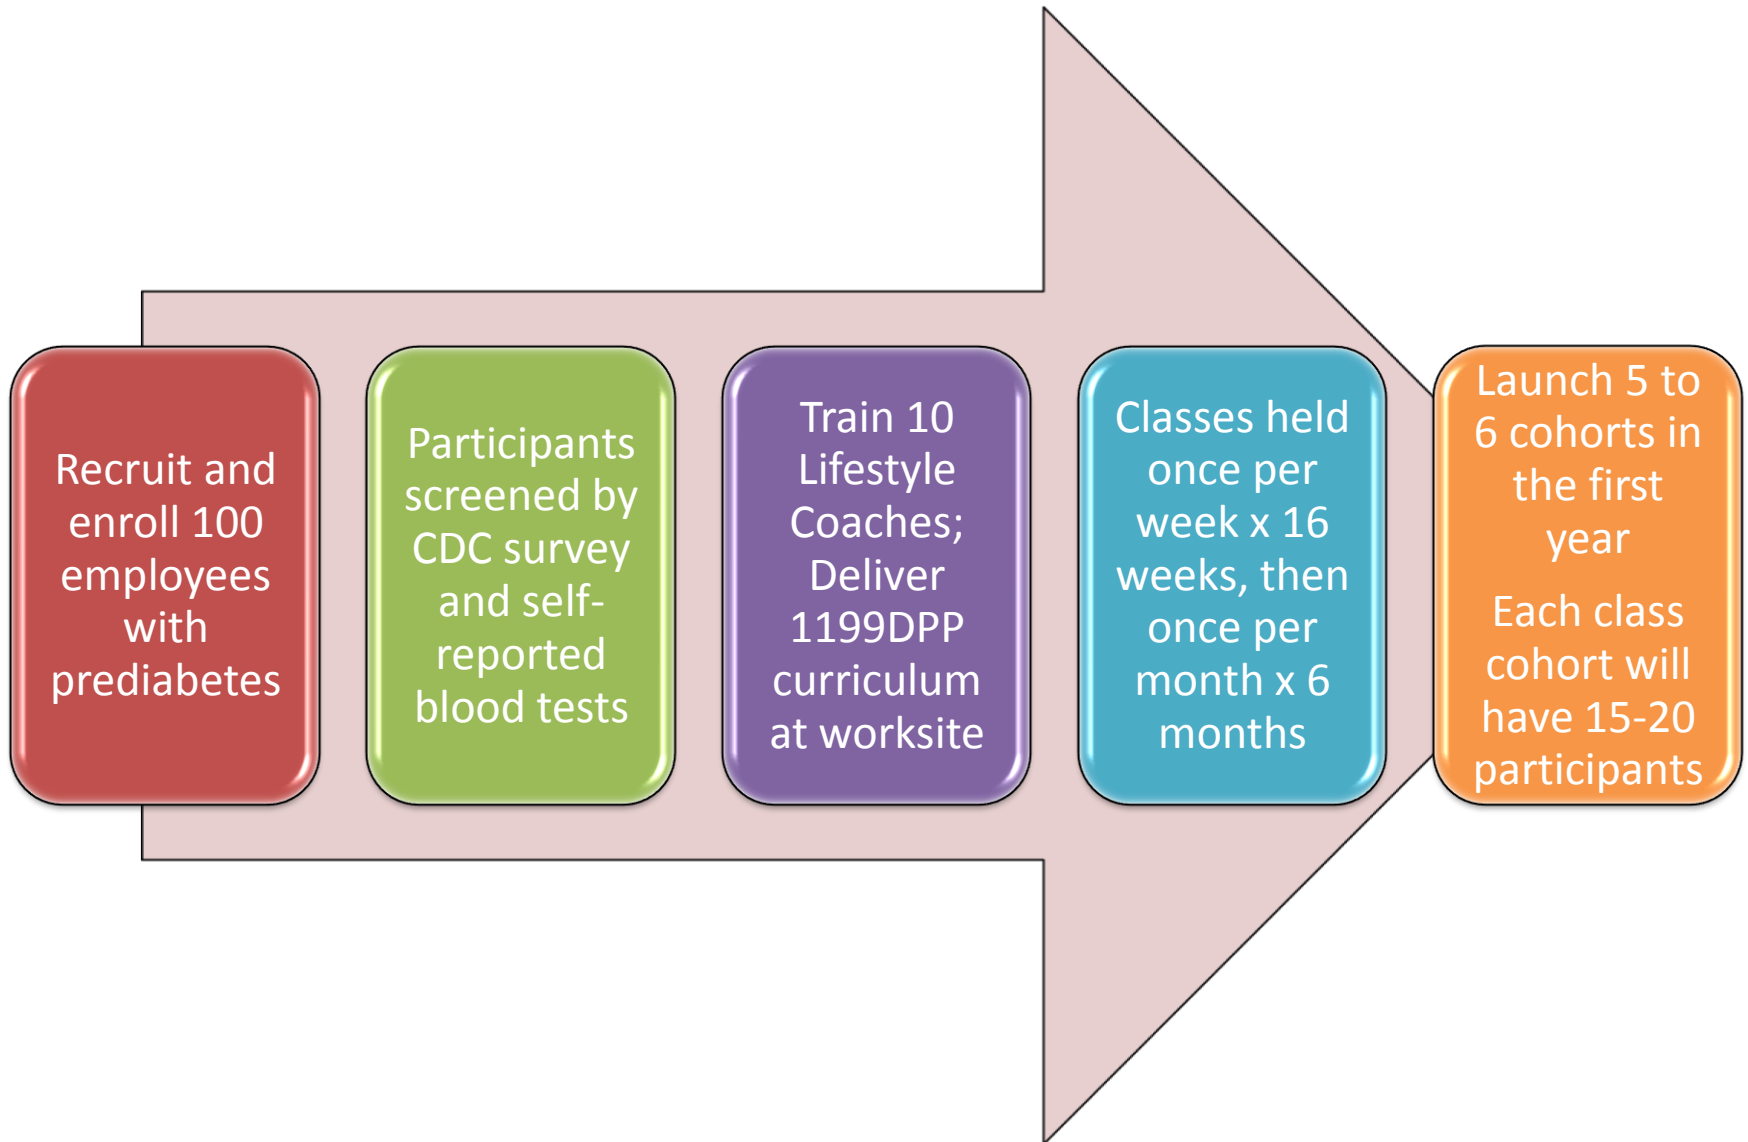 Recruit and
enroll 100
employees
with
prediabetes
Participants
screened by
CDC survey
and self-
reported
blood tests
Train 10
Lifestyle
Coaches;
Deliver
1199DPP
curriculum
at worksite
Classes held
once per
week x 16
weeks, then
once per
month x 6
months
Launch 5 to
6 cohorts in
the first
year
Each class
cohort will
have 15-20
participants